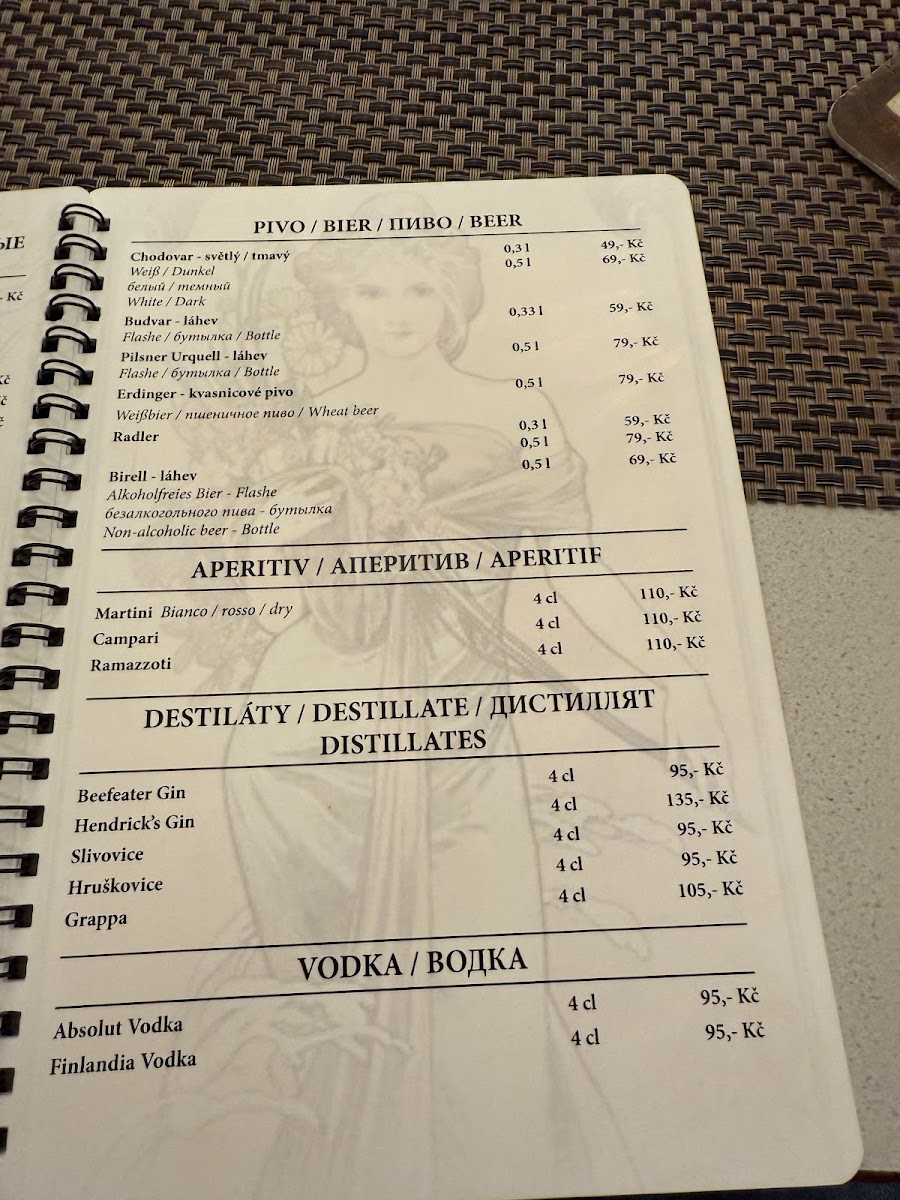 ЫЕ
- Kč
Kč
č
č
PIVO / BIER / ПИВО / BEER
Chodovar - světlý / tmavý 0,3 l 49,- Kč
Weiß / Dunkel 0,5 l 69,- Kč
белый / темный
White / Dark
Budvar - láhev 0,33 l 59,- Kč
Flashe / бутылка / Bottle
Pilsner Urquell - láhev 0,5 l 79,- Kč
Flashe / бутылка / Bottle
Erdinger - kvasnicové pivo 0,5 l 79,- Kč
Weißbier / пшеничное пиво / Wheat beer
Radler 0,3 l 59,- Kč
0,5 l 79,- Kč
Birell - láhev 0,5 l 69,- Kč
Alkoholfreies Bier - Flashe
безалкогольного пива - бутылка
Non-alcoholic beer - Bottle
APERITIV / АПЕРИТИВ / APERITIF
Martini Bianco / rosso / dry 4 cl 110,- Kč
Campari 4 cl 110,- Kč
Ramazzoti 4 cl 110,- Kč
DESTILÁTY / DESTILLATE / ДИСТИЛЛЯТ
DISTILLATES
Beefeater Gin 4 cl 95,- Kč
Hendrick's Gin 4 cl 135,- Kč
Slivovice 4 cl 95,- Kč
Hruškovice 4 cl 95,- Kč
Grappa 4 cl 105,- Kč
VODKA / ВОДКА
Absolut Vodka 4 cl 95,- Kč
Finlandia Vodka 4 cl 95,- Kč